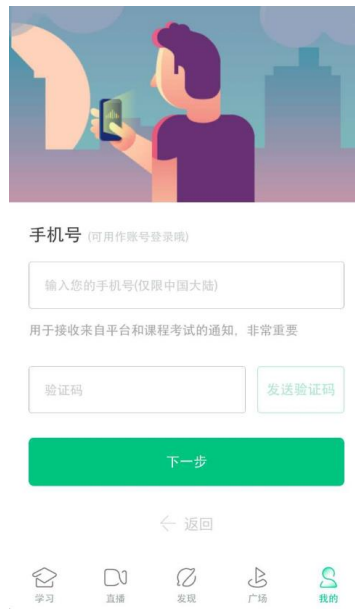 手机号 (可用作账号登录哦)
输入您的手机号(仅限中国大陆)
用于接收来自平台和课程考试的通知，非常重要
验证码 发送验证码
下一步
← 返回
学习 直播 发现 广场 我的